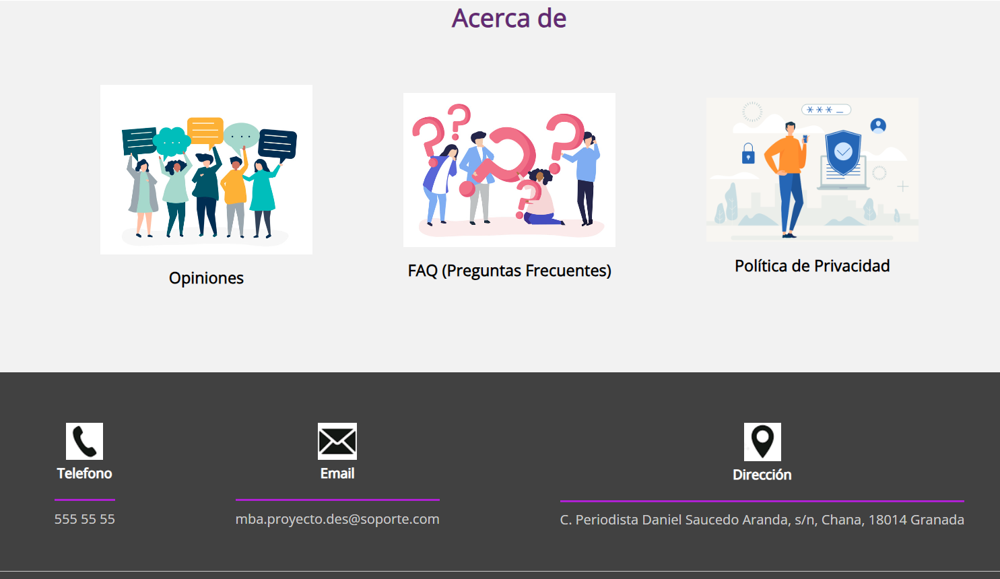 Acerca de
* * * _
Opiniones
FAQ (Preguntas Frecuentes)
Política de Privacidad
Telefono
Email
Dirección
555 55 55
mba.proyecto.des@soporte.com
C. Periodista Daniel Saucedo Aranda, s/n, Chana, 18014 Granada